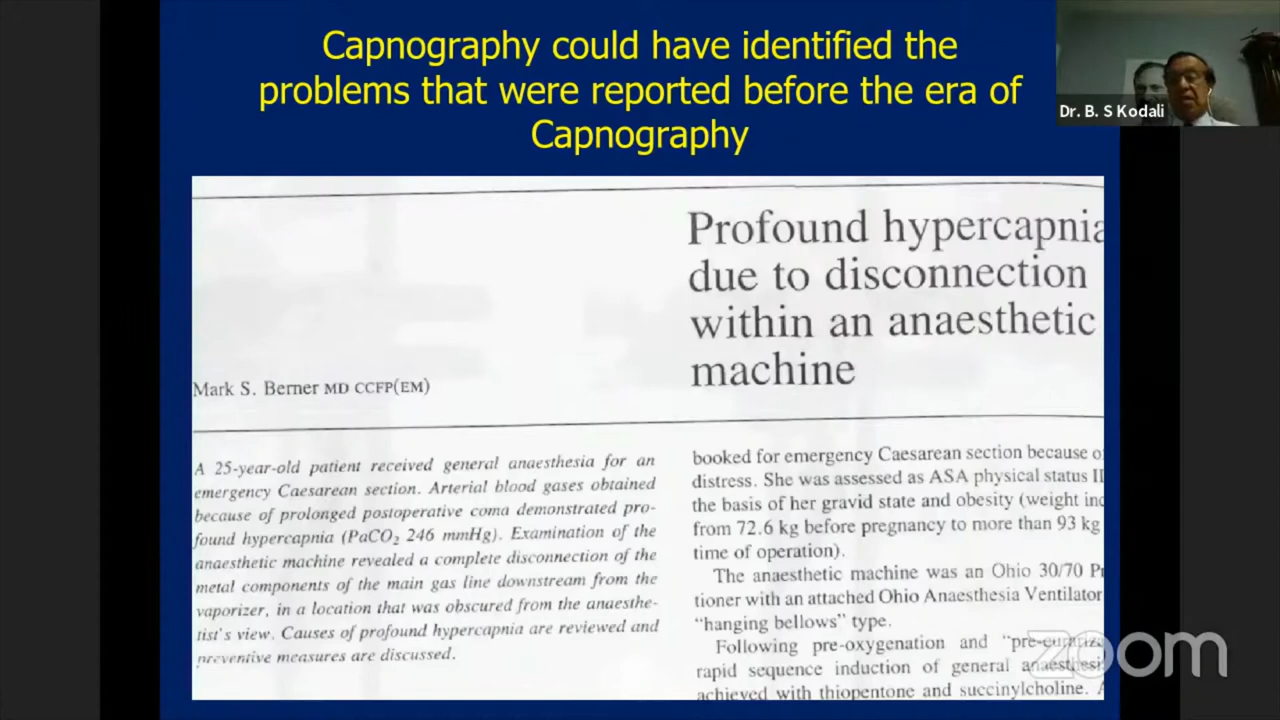 Capnography could have identified the
problems that were reported before the era of
Capnography
Dr. B. S Kodali
Profound hypercapnia
due to disconnection
within an anaesthetic
machine
Mark S. Berner MD CCFP(EM)
A 25-year-old patient received general anaesthesia for an
emergency Caesarean section. Arterial blood gases obtained
because of prolonged postoperative coma demonstrated pro-
found hypercapnia (PaCO₂ 246 mmHg). Examination of the
anaesthetic machine revealed a complete disconnection of the
metal components of the main gas line downstream from the
vaporizer, in a location that was obscured from the anaesthe-
tist's view. Causes of profound hypercapnia are reviewed and
preventive measures are discussed.
booked for emergency Caesarean section because
distress. She was assessed as ASA physical status
the basis of her gravid state and obesity (weight
from 72.6 kg before pregnancy to more than 93 kg
time of operation).
The anaesthetic machine was an Ohio 30/70
tioner with an attached Ohio Anaesthesia Ventilator
"hanging bellows" type.
Following pre-oxygenation and
rapid sequence induction of general
achieved with thiopentone and succinylcholine.
zoom